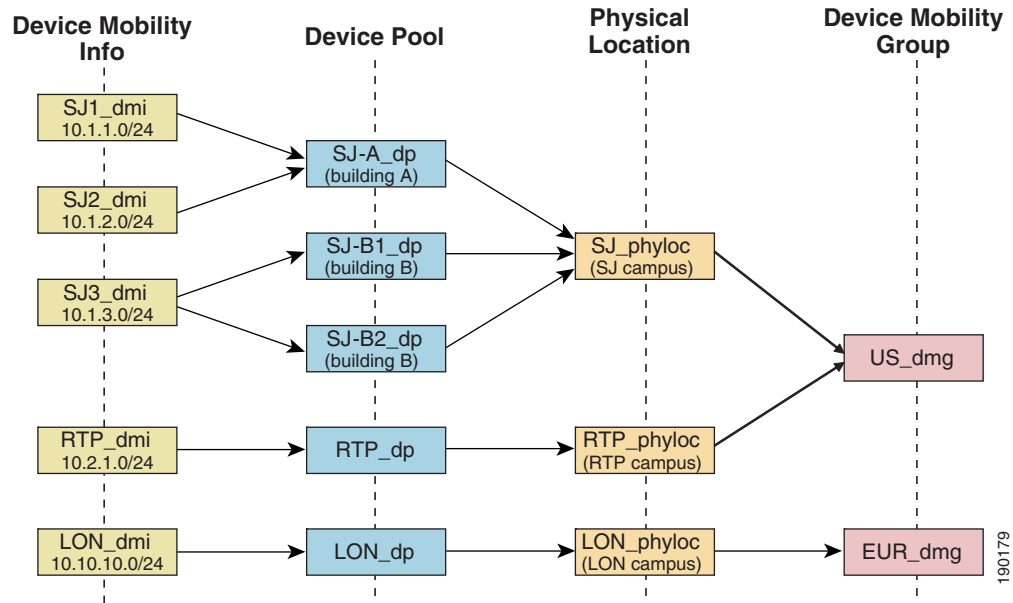 Device Mobility
Info
Device Pool
Physical
Location
Device Mobility
Group
SJ1_dmi
10.1.1.0/24
SJ2_dmi
10.1.2.0/24
SJ3_dmi
10.1.3.0/24
RTP_dmi
10.2.1.0/24
LON_dmi
10.10.10.0/24
SJ-A_dp
(building A)
SJ-B1_dp
(building B)
SJ-B2_dp
(building B)
RTP_dp
LON_dp
SJ_phyloc
(SJ campus)
RTP_phyloc
(RTP campus)
LON_phyloc
(LON campus)
US_dmg
EUR_dmg
190179